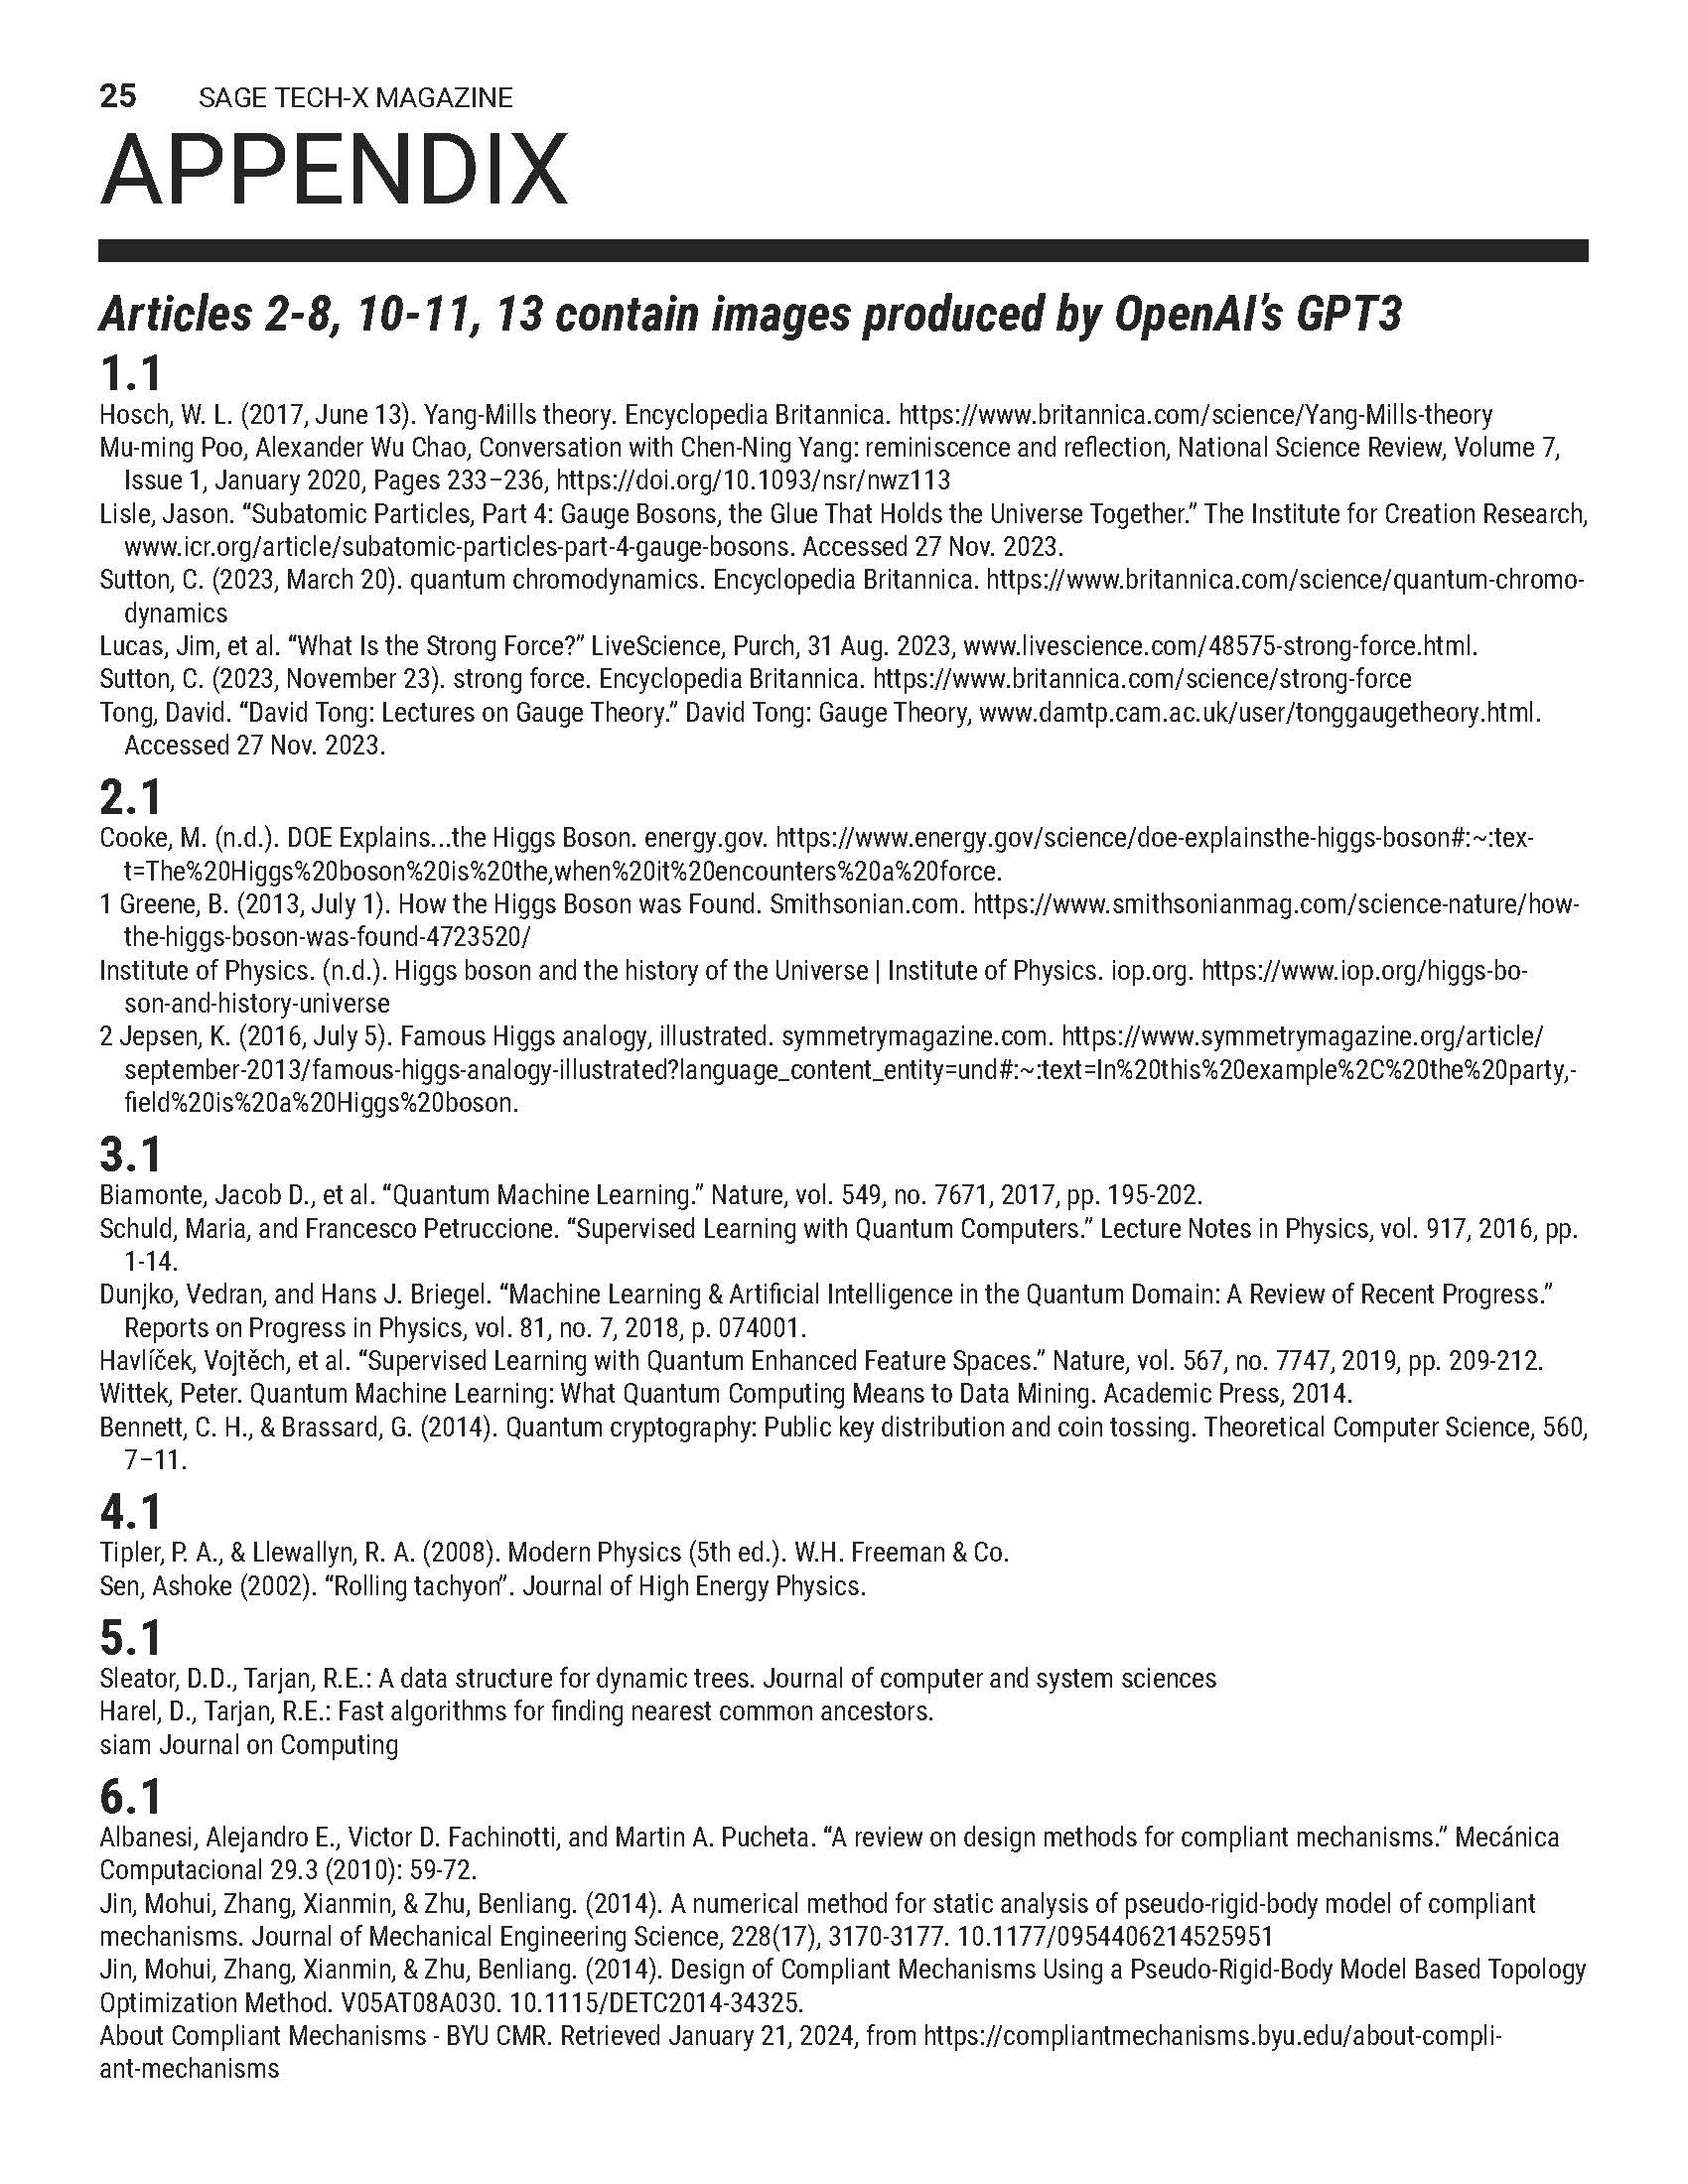 25 SAGE TECH-X MAGAZINE
APPENDIX
Articles 2-8, 10-11, 13 contain images produced by OpenAI’s GPT3
1.1
Hosch, W. L. (2017, June 13). Yang-Mills theory. Encyclopedia Britannica. https://www.britannica.com/science/Yang-Mills-theory
Mu-ming Poo, Alexander Wu Chao, Conversation with Chen-Ning Yang: reminiscence and reflection, National Science Review, Volume 7,
Issue 1, January 2020, Pages 233–236, https://doi.org/10.1093/nsr/nwz113
Lisle, Jason. “Subatomic Particles, Part 4: Gauge Bosons, the Glue That Holds the Universe Together.” The Institute for Creation Research,
www.icr.org/article/subatomic-particles-part-4-gauge-bosons. Accessed 27 Nov. 2023.
Sutton, C. (2023, March 20). quantum chromodynamics. Encyclopedia Britannica. https://www.britannica.com/science/quantum-chromo-
dynamics
Lucas, Jim, et al. “What Is the Strong Force?” LiveScience, Purch, 31 Aug. 2023, www.livescience.com/48575-strong-force.html.
Sutton, C. (2023, November 23). strong force. Encyclopedia Britannica. https://www.britannica.com/science/strong-force
Tong, David. “David Tong: Lectures on Gauge Theory.” David Tong: Gauge Theory, www.damtp.cam.ac.uk/user/tonggaugetheory.html.
Accessed 27 Nov. 2023.
2.1
Cooke, M. (n.d.). DOE Explains...the Higgs Boson. energy.gov. https://www.energy.gov/science/doe-explainsthe-higgs-boson#:~:tex-
t=The%20Higgs%20boson%20is%20the,when%20it%20encounters%20a%20force.
1 Greene, B. (2013, July 1). How the Higgs Boson was Found. Smithsonian.com. https://www.smithsonianmag.com/science-nature/how-
the-higgs-boson-was-found-4723520/
Institute of Physics. (n.d.). Higgs boson and the history of the Universe | Institute of Physics. iop.org. https://www.iop.org/higgs-bo-
son-and-history-universe
2 Jepsen, K. (2016, July 5). Famous Higgs analogy, illustrated. symmetrymagazine.com. https://www.symmetrymagazine.org/article/
september-2013/famous-higgs-analogy-illustrated?language_content_entity=und#:~:text=In%20this%20example%2C%20the%20party,-
field%20is%20a%20Higgs%20boson.
3.1
Biamonte, Jacob D., et al. “Quantum Machine Learning.” Nature, vol. 549, no. 7671, 2017, pp. 195-202.
Schuld, Maria, and Francesco Petruccione. “Supervised Learning with Quantum Computers.” Lecture Notes in Physics, vol. 917, 2016, pp.
1-14.
Dunjko, Vedran, and Hans J. Briegel. “Machine Learning & Artificial Intelligence in the Quantum Domain: A Review of Recent Progress.”
Reports on Progress in Physics, vol. 81, no. 7, 2018, p. 074001.
Havlíček, Vojtěch, et al. “Supervised Learning with Quantum Enhanced Feature Spaces.” Nature, vol. 567, no. 7747, 2019, pp. 209-212.
Wittek, Peter. Quantum Machine Learning: What Quantum Computing Means to Data Mining. Academic Press, 2014.
Bennett, C. H., & Brassard, G. (2014). Quantum cryptography: Public key distribution and coin tossing. Theoretical Computer Science, 560,
7–11.
4.1
Tipler, P. A., & Llewallyn, R. A. (2008). Modern Physics (5th ed.). W.H. Freeman & Co.
Sen, Ashoke (2002). “Rolling tachyon”. Journal of High Energy Physics.
5.1
Sleator, D.D., Tarjan, R.E.: A data structure for dynamic trees. Journal of computer and system sciences
Harel, D., Tarjan, R.E.: Fast algorithms for finding nearest common ancestors.
siam Journal on Computing
6.1
Albanesi, Alejandro E., Victor D. Fachinotti, and Martin A. Pucheta. “A review on design methods for compliant mechanisms.” Mecánica
Computacional 29.3 (2010): 59-72.
Jin, Mohui, Zhang, Xianmin, & Zhu, Benliang. (2014). A numerical method for static analysis of pseudo-rigid-body model of compliant
mechanisms. Journal of Mechanical Engineering Science, 228(17), 3170-3177. 10.1177/0954406214525951
Jin, Mohui, Zhang, Xianmin, & Zhu, Benliang. (2014). Design of Compliant Mechanisms Using a Pseudo-Rigid-Body Model Based Topology
Optimization Method. V05AT08A030. 10.1115/DETC2014-34325.
About Compliant Mechanisms - BYU CMR. Retrieved January 21, 2024, from https://compliantmechanisms.byu.edu/about-compli-
ant-mechanisms